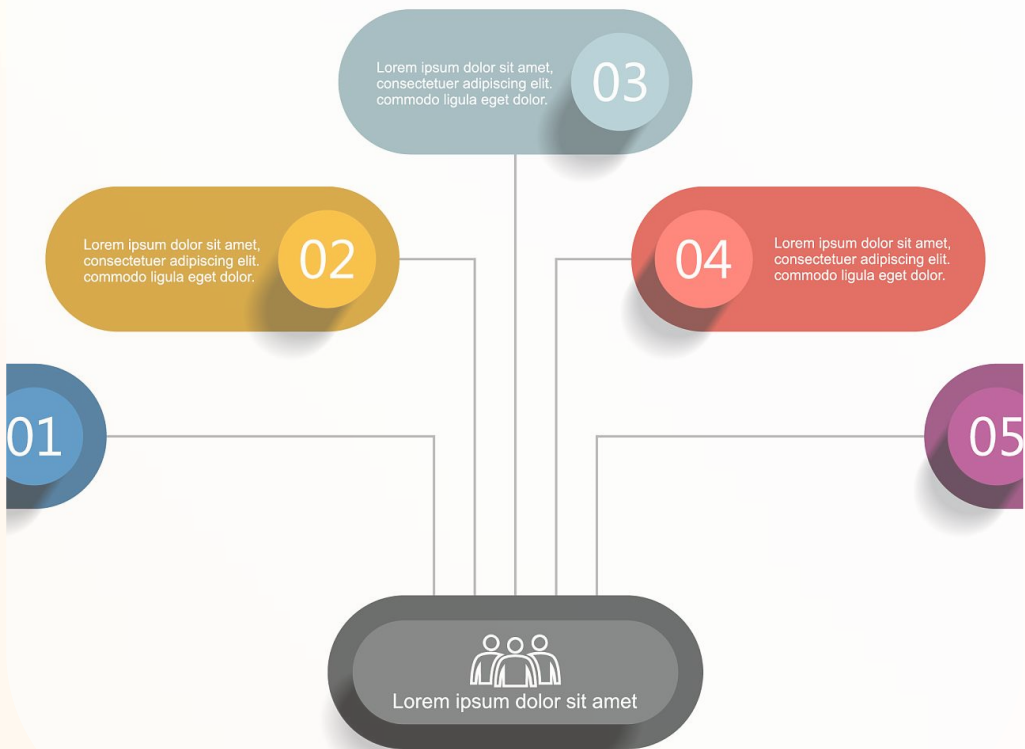 Lorem ipsum dolor sit amet,
consectetuer adipiscing elit.
commodo ligula eget dolor.
03
Lorem ipsum dolor sit amet,
consectetuer adipiscing elit.
commodo ligula eget dolor.
02
04
Lorem ipsum dolor sit amet,
consectetuer adipiscing elit.
commodo ligula eget dolor.
01
05
Lorem ipsum dolor sit amet